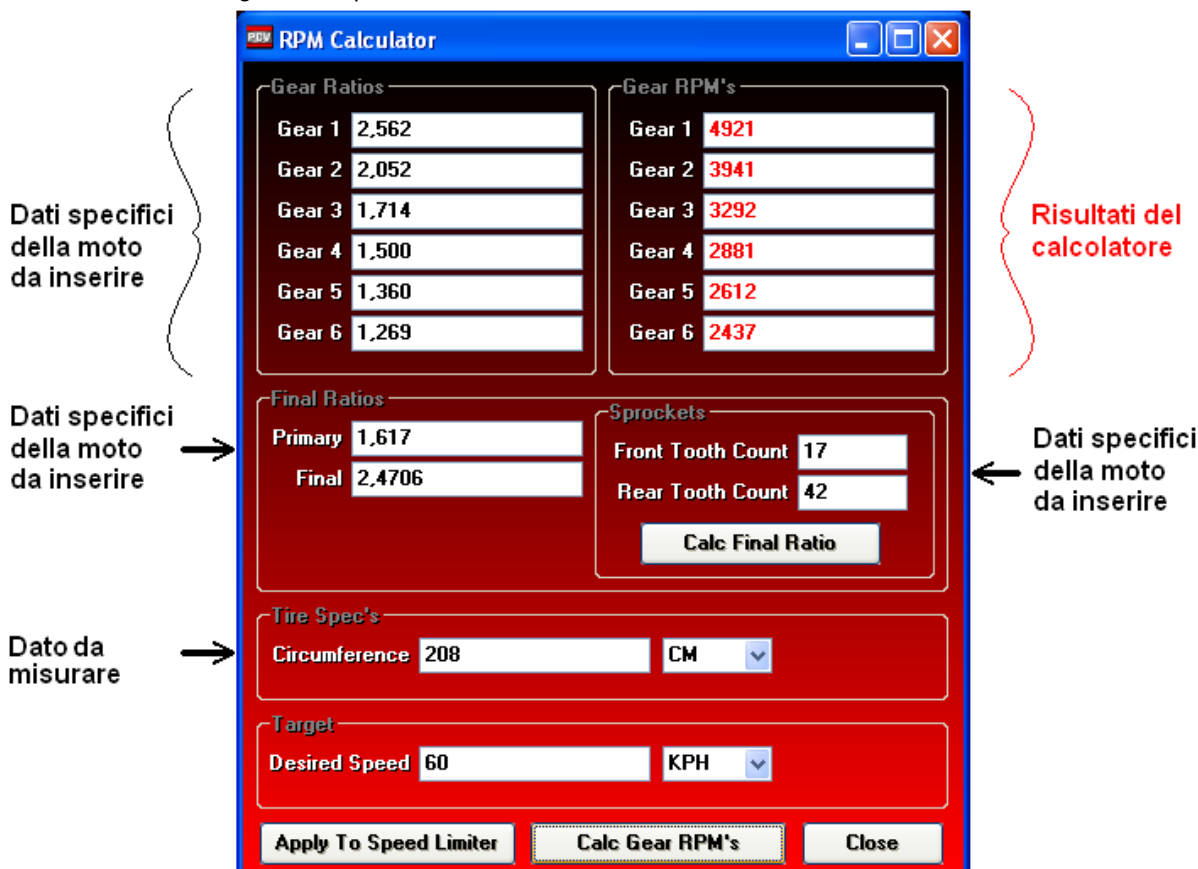 PCV RPM Calculator
Gear Ratios
Gear 1 2,562
Gear 2 2,052
Gear 3 1,714
Gear 4 1,500
Gear 5 1,360
Gear 6 1,269
Gear RPM's
Gear 1 4921
Gear 2 3941
Gear 3 3292
Gear 4 2881
Gear 5 2612
Gear 6 2437
Dati specifici
della moto
da inserire
Risultati del
calcolatore
Dati specifici
della moto
da inserire
Final Ratios
Primary 1,617
Final 2,4706
Sprockets
Front Tooth Count 17
Rear Tooth Count 42
Calc Final Ratio
Dati specifici
della moto
da inserire
Dato da
misurare
Tire Spec's
Circumference 208 CM
Target
Desired Speed 60 KPH
Apply To Speed Limiter Calc Gear RPM's Close